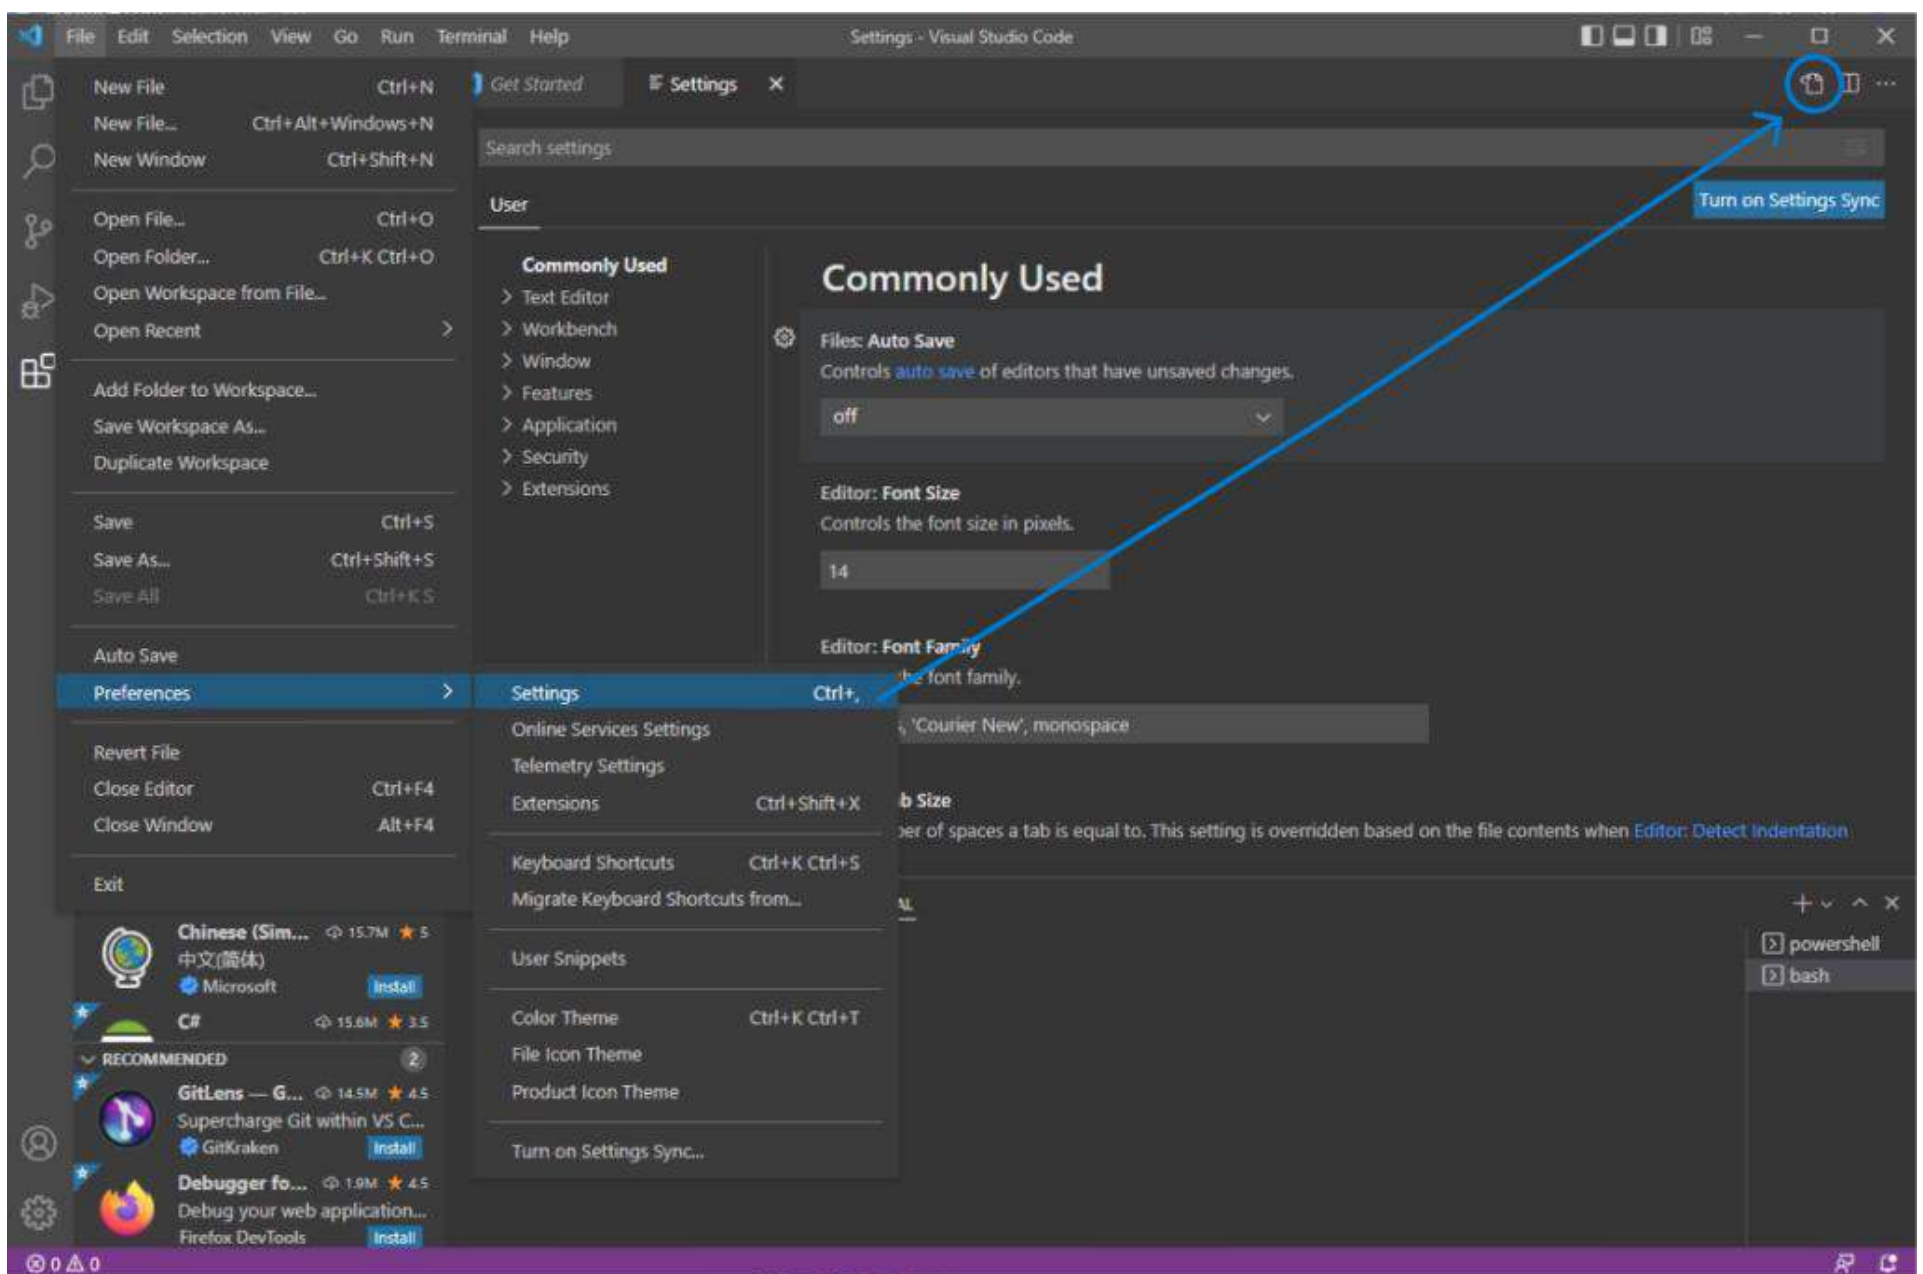 File Edit Selection View Go Run Terminal Help
Settings - Visual Studio Code
New File Ctrl+N
New File... Ctrl+Alt+Windows+N
New Window Ctrl+Shift+N
Open File... Ctrl+O
Open Folder... Ctrl+K Ctrl+O
Open Workspace from File...
Open Recent
Add Folder to Workspace...
Save Workspace As...
Duplicate Workspace
Save Ctrl+S
Save As... Ctrl+Shift+S
Save All Ctrl+K S
Auto Save
Preferences
Revert File
Close Editor Ctrl+F4
Close Window Alt+F4
Exit
Get Started
Settings
Search settings
User
Turn on Settings Sync
Commonly Used
Text Editor
Workbench
Window
Features
Application
Security
Extensions
Commonly Used
Files: Auto Save
Controls auto save of editors that have unsaved changes.
off
Editor: Font Size
Controls the font size in pixels.
14
Editor: Font Family
he font family.
, 'Courier New', monospace
b Size
ber of spaces a tab is equal to. This setting is overridden based on the file contents when Editor: Detect Indentation
Settings Ctrl+,
Online Services Settings
Telemetry Settings
Extensions Ctrl+Shift+X
Keyboard Shortcuts Ctrl+K Ctrl+S
Migrate Keyboard Shortcuts from...
User Snippets
Color Theme Ctrl+K Ctrl+T
File Icon Theme
Product Icon Theme
Turn on Settings Sync...
AL
powershell
bash
Chinese (Sim... 15.7M 5
中文(简体)
Microsoft Install
C# 15.6M 3.5
RECOMMENDED 2
GitLens — G... 14.5M 4.5
Supercharge Git within VS C...
GitKraken Install
Debugger fo... 1.9M 4.5
Debug your web application...
Firefox DevTools Install
0 0